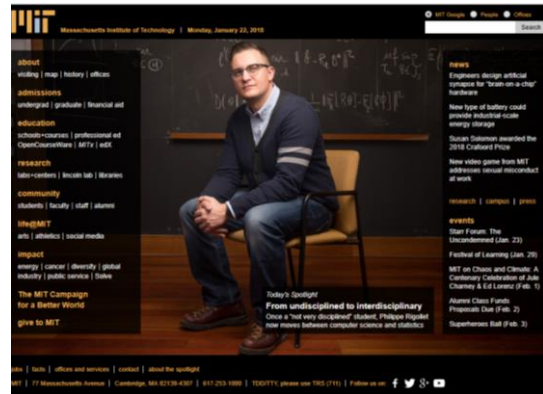 MIT
Massachusetts Institute of Technology | Monday, January 22, 2018
MIT Google People Offices
Search
about
visiting | map | history | offices
admissions
undergrad | graduate | financial aid
education
schools+courses | professional ed
OpenCourseWare | MITx | edX
research
labs+centers | lincoln lab | libraries
community
students | faculty | staff | alumni
life@MIT
arts | athletics | social media
impact
energy | cancer | diversity | global
industry | public service | Solve
The MIT Campaign
for a Better World
give to MIT
Today's Spotlight
From undisciplined to interdisciplinary
Once a "not very disciplined" student, Philippe Rigollet
now moves between computer science and statistics
news
Engineers design artificial
synapse for "brain-on-a-chip"
hardware
New type of battery could
provide industrial-scale
energy storage
Susan Solomon awarded the
2018 Crafoord Prize
New video game from MIT
addresses sexual misconduct
at work
research | campus | press
events
Starr Forum: The
Uncondemned (Jan. 23)
Festival of Learning (Jan. 29)
MIT on Chaos and Climate: A
Centenary Celebration of Jule
Charney & Ed Lorenz (Feb. 1)
Alumni Class Funds
Proposals Due (Feb. 2)
Superheroes Ball (Feb. 3)
jobs | facts | offices and services | contact | about the spotlight
MIT | 77 Massachusetts Avenue | Cambridge, MA 02139-4307 | 617-253-1000 | TDD/TTY, please use TRS (711) | Follow us on: